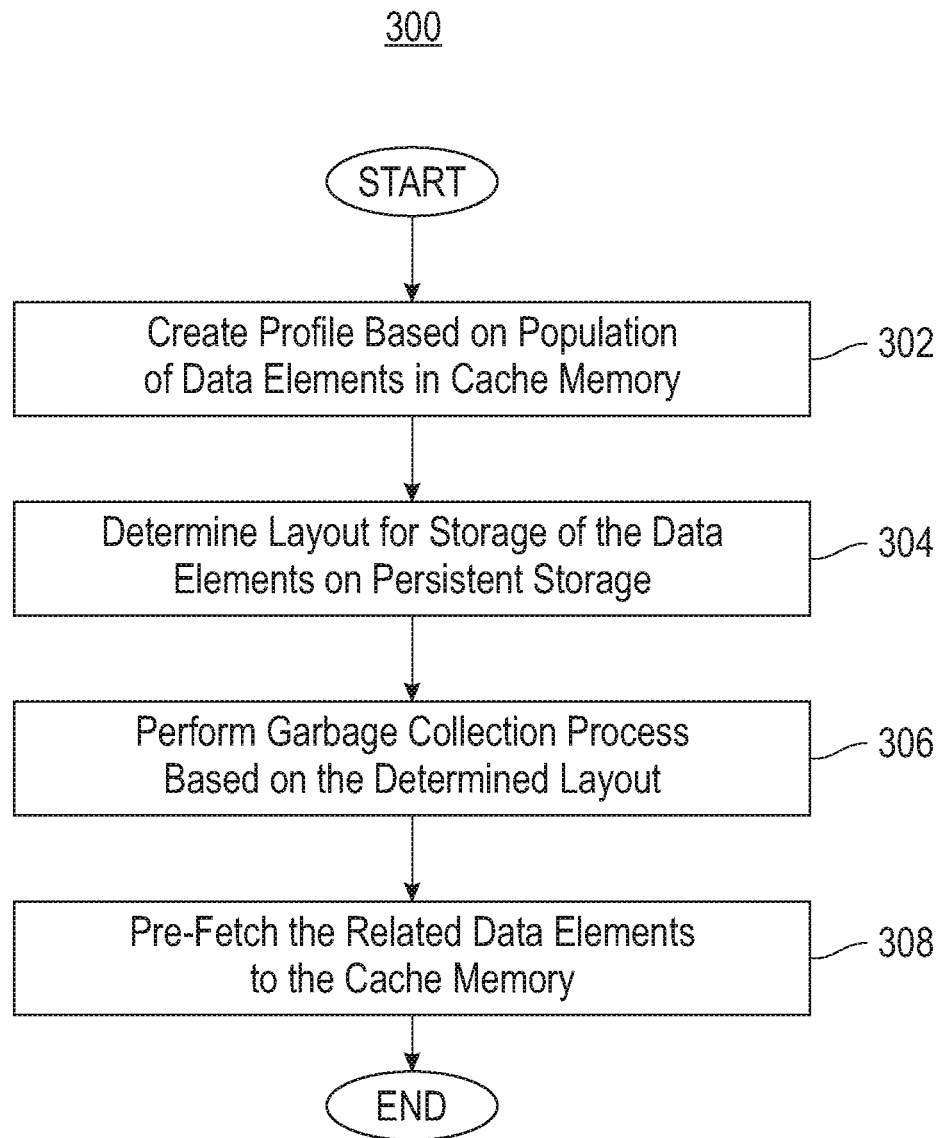 300
START
Create Profile Based on Population
of Data Elements in Cache Memory
302
Determine Layout for Storage of the Data
Elements on Persistent Storage
304
Perform Garbage Collection Process
Based on the Determined Layout
306
Pre-Fetch the Related Data Elements
to the Cache Memory
308
END